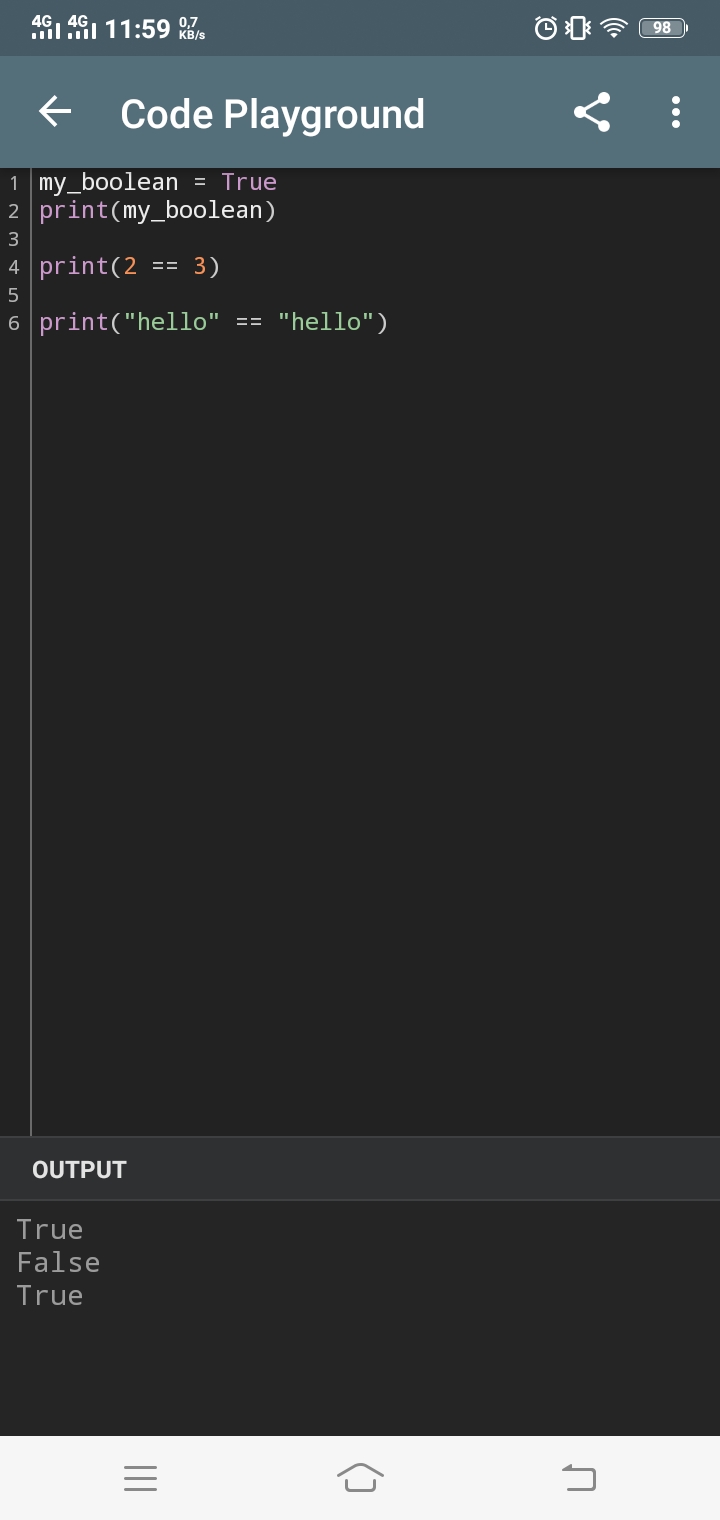 4G 4G 11:59 0,7 KB/s 98
Code Playground
1 my_boolean = True
2 print(my_boolean)
3
4 print(2 == 3)
5
6 print("hello" == "hello")
OUTPUT
True
False
True